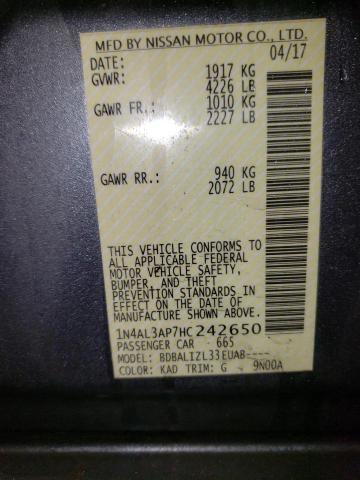 MFD BY NISSAN MOTOR CO., LTD.
DATE: 04/17
GVWR: 1917 KG
4226 LB
GAWR FR.: 1010 KG
2227 LB
GAWR RR.: 940 KG
2072 LB
THIS VEHICLE CONFORMS TO
ALL APPLICABLE FEDERAL
MOTOR VEHICLE SAFETY,
BUMPER, AND THEFT
PREVENTION STANDARDS IN
EFFECT ON THE DATE OF
MANUFACTURE SHOWN ABOVE.
1N4AL3AP7HC242650
PASSENGER CAR 665
MODEL: BDBALIZL33EUAB----
COLOR: KAD TRIM: G 9N00A